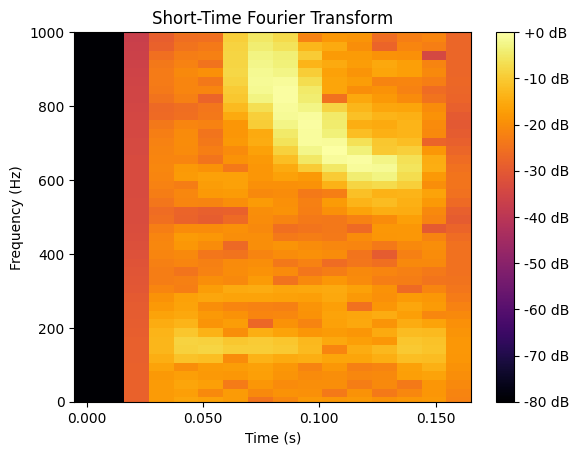 Short-Time Fourier Transform
1000
800
600
400
200
0
Frequency (Hz)
0.000
0.050
0.100
0.150
Time (s)
+0 dB
-10 dB
-20 dB
-30 dB
-40 dB
-50 dB
-60 dB
-70 dB
-80 dB